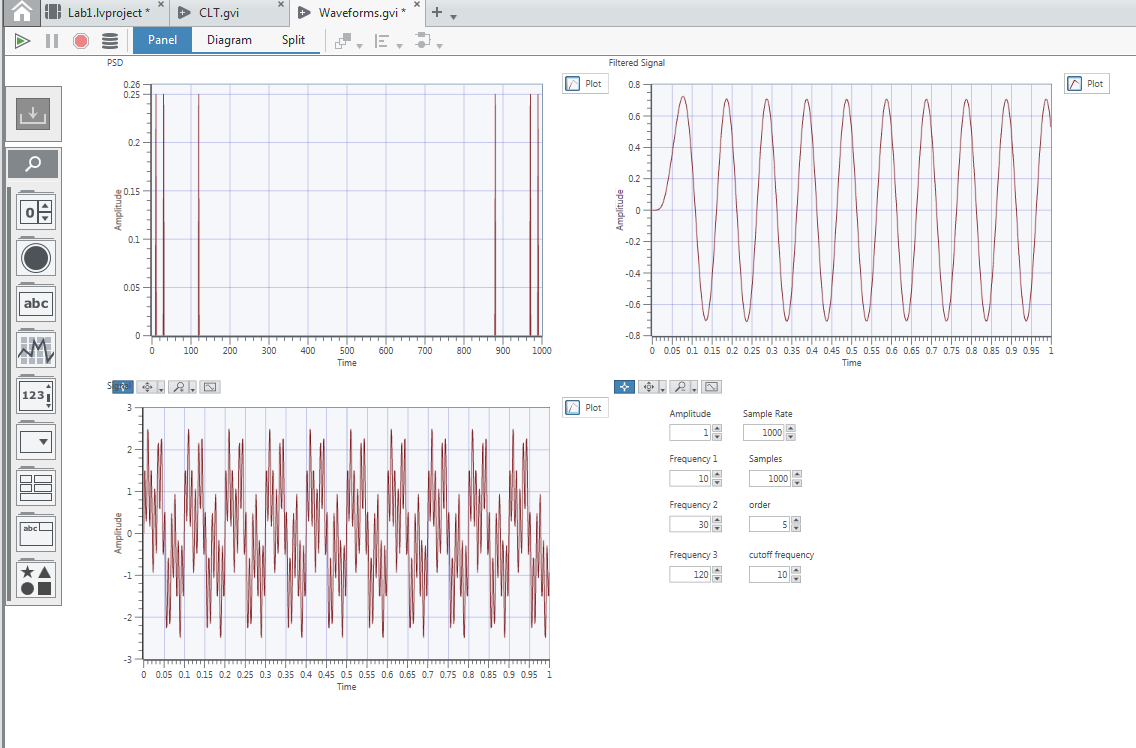 Lab1.lvproject * × CLT.gvi × Waveforms.gvi * × +
Panel Diagram Split
PSD
Plot
Amplitude
0.26
0.25
0.2
0.15
0.1
0.05
0
0 100 200 300 400 500 600 700 800 900 1000
Time
Filtered Signal
Plot
Amplitude
0.8
0.6
0.4
0.2
0
-0.2
-0.4
-0.6
-0.8
0 0.05 0.1 0.15 0.2 0.25 0.3 0.35 0.4 0.45 0.5 0.55 0.6 0.65 0.7 0.75 0.8 0.85 0.9 0.95 1
Time
0
abc
123
abc
Plot
Amplitude
3
2
1
0
-1
-2
-3
0 0.05 0.1 0.15 0.2 0.25 0.3 0.35 0.4 0.45 0.5 0.55 0.6 0.65 0.7 0.75 0.8 0.85 0.9 0.95 1
Time
Amplitude Sample Rate
1 1000
Frequency 1 Samples
10 1000
Frequency 2 order
30 5
Frequency 3 cutoff frequency
120 10